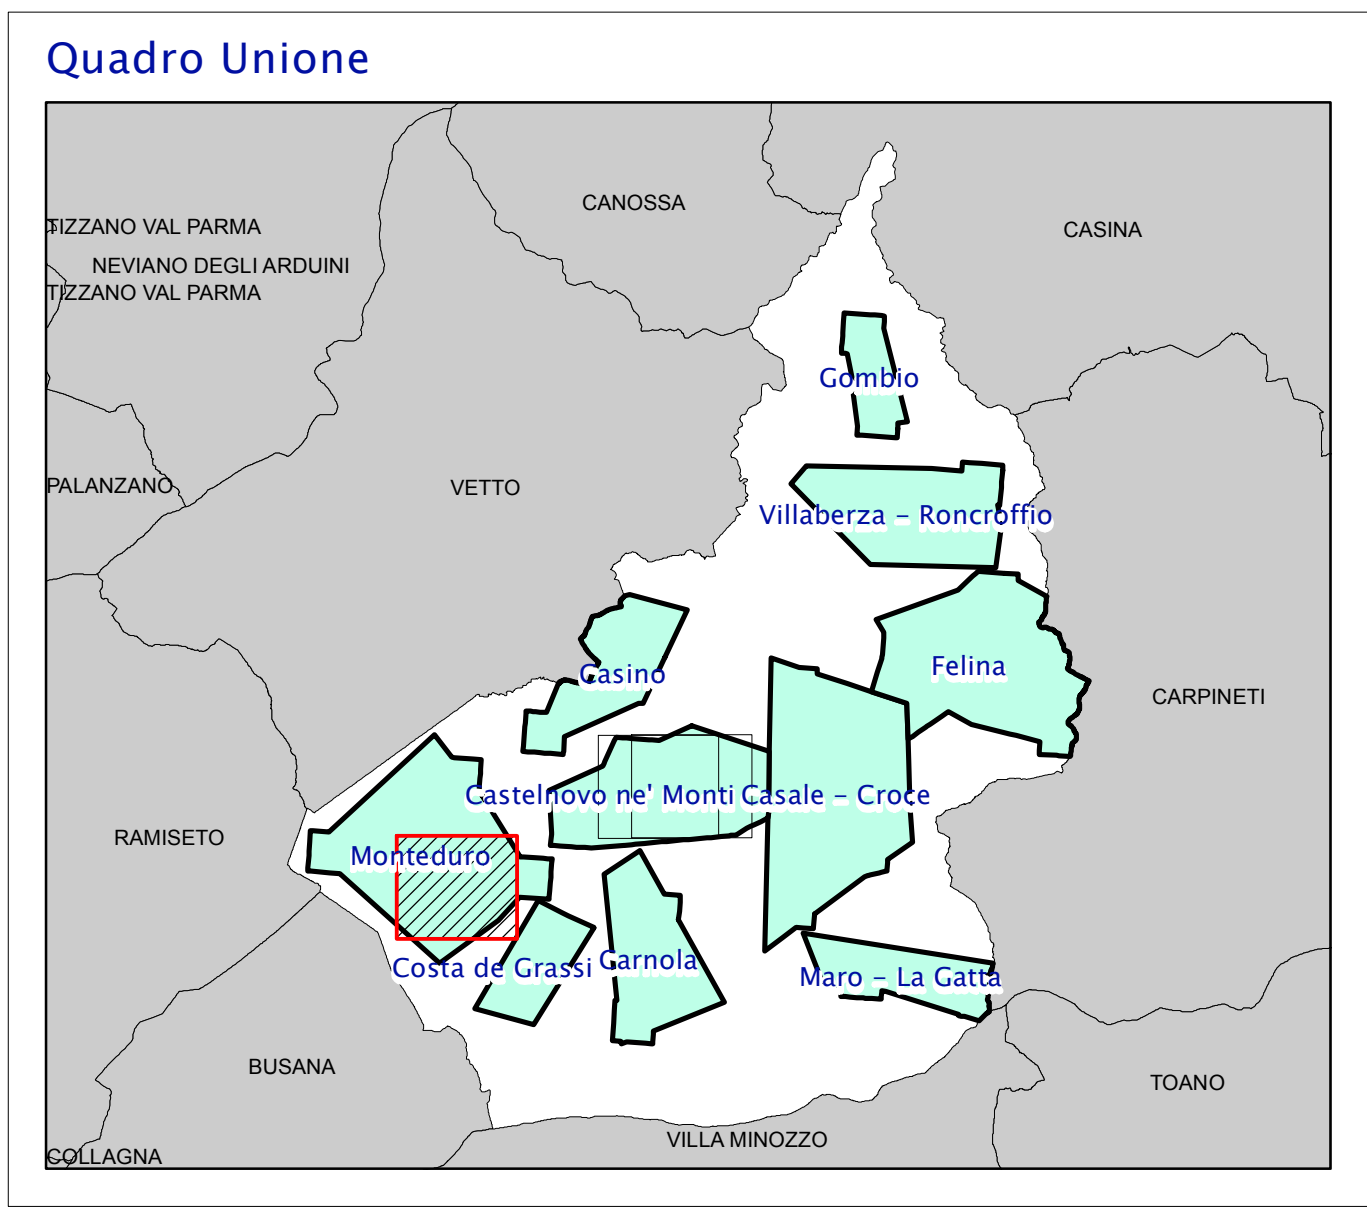 Quadro Unione
CANOSSA
TIZZANO VAL PARMA
CASINA
NEVIANO DEGLI ARDUINI
TIZZANO VAL PARMA
Gombio
PALANZANO
VETTO
Villaberza - Roncroffio
Felina
Casino
CARPINETI
Castelnovo ne' Monti
Casale - Croce
RAMISETO
Monteduro
Costa de Grassi
Carnola
Maro - La Gatta
BUSANA
TOANO
VILLA MINOZZO
COLLAGNA